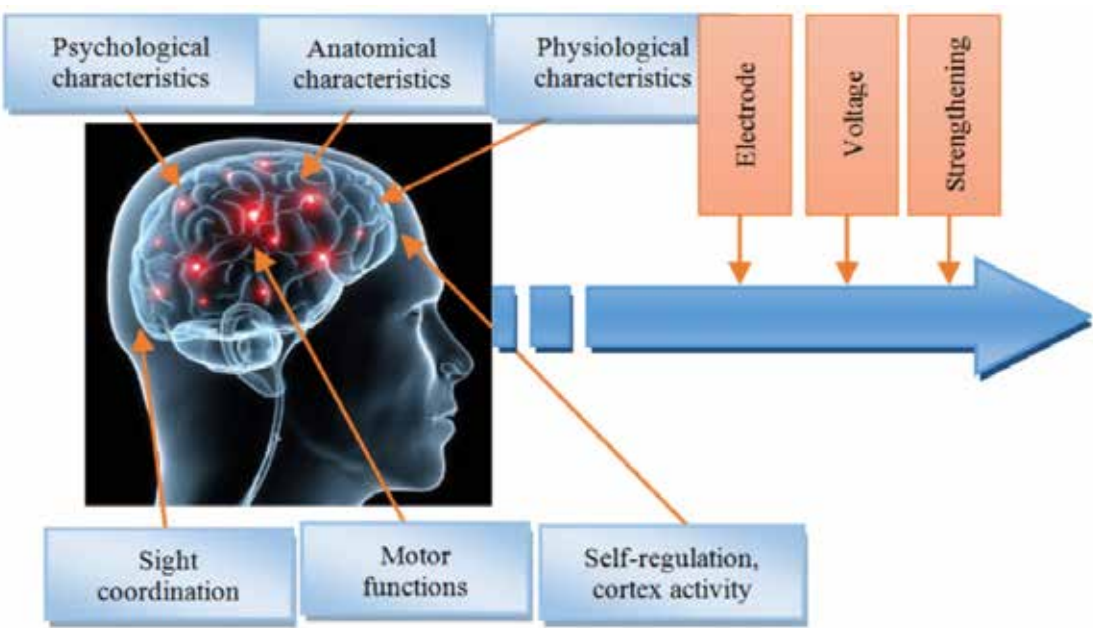 Psychological
characteristics
Anatomical
characteristics
Physiological
characteristics
Electrode
Voltage
Strengthening
Sight
coordination
Motor
functions
Self-regulation,
cortex activity